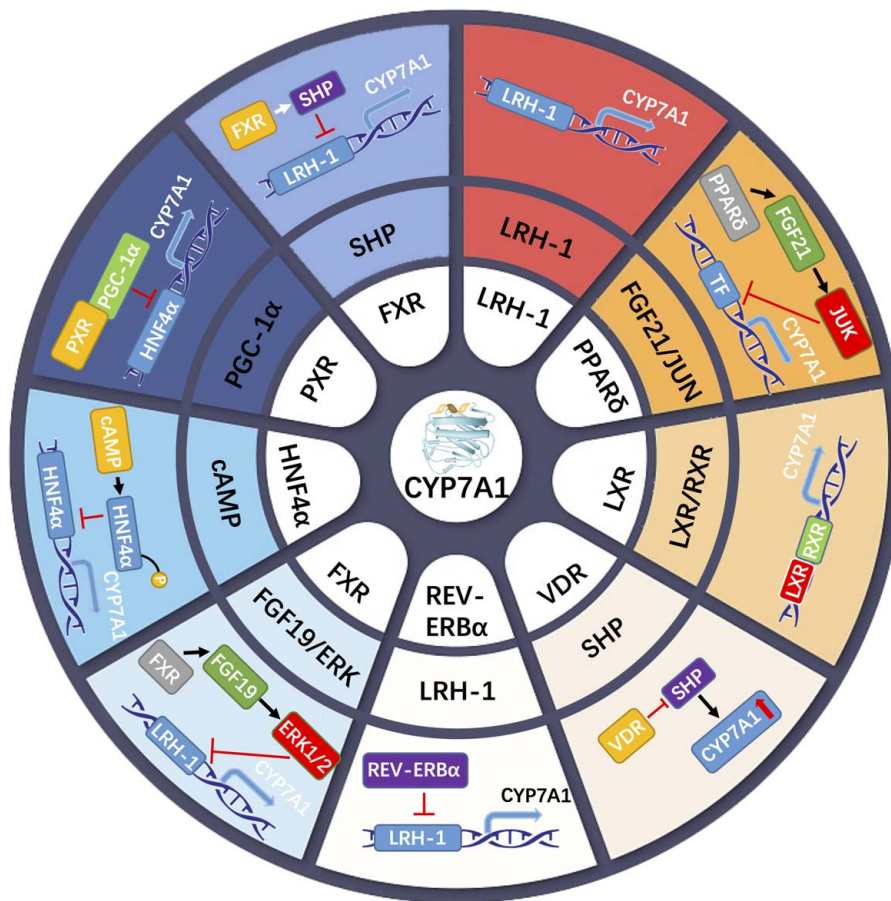 CYP7A1
LRH-1
LRH-1
LRH-1
CYP7A1
PPARδ
FGF21/JUN
PPARδ
FGF21
JUK
TF
CYP7A1
LXR
LXR/RXR
CYP7A1
LXR
RXR
VDR
SHP
VDR
SHP
CYP7A1
REV-
ERBα
LRH-1
REV-ERBα
LRH-1
CYP7A1
FXR
FGF19/ERK
FXR
FGF19
ERK1/2
LRH-1
CYP7A1
HNF4α
cAMP
cAMP
HNF4α
HNF4α
P
CYP7A1
PXR
PGC-1α
PXR
PGC-1α
HNF4α
CYP7A1
FXR
SHP
FXR
SHP
LRH-1
CYP7A1